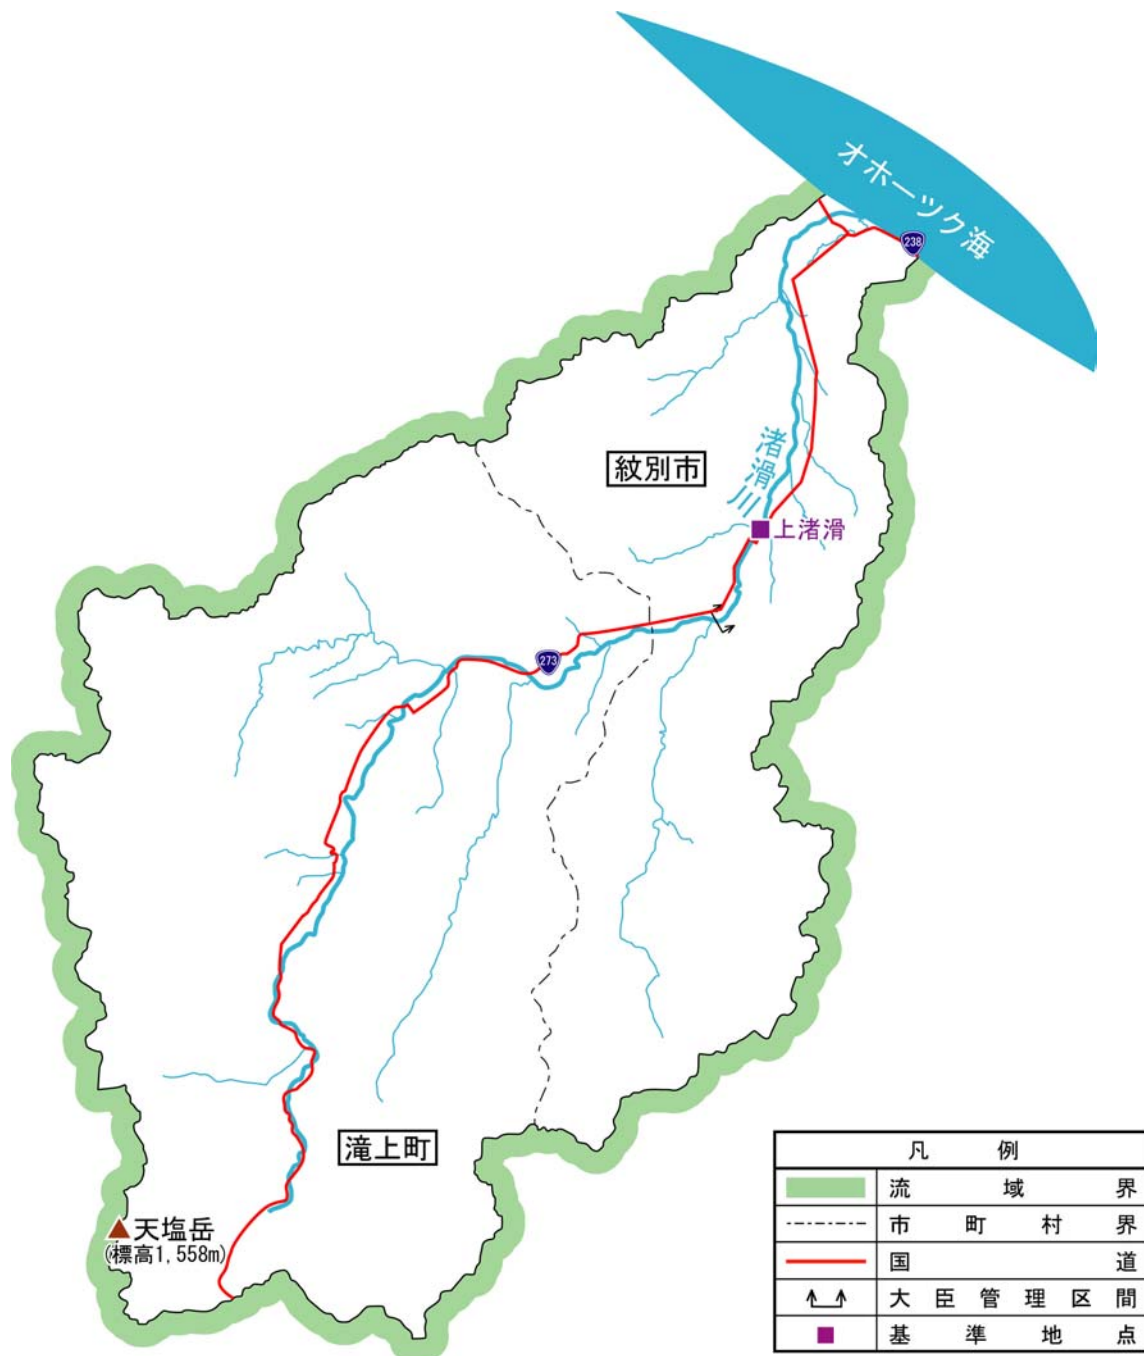 オホーツク海
238
渚滑川
紋別市
上渚滑
273
滝上町
天塩岳
(標高1,558m)
凡 例
流 域 界
市 町 村 界
国 道
大 臣 管 理 区 間
基 準 地 点